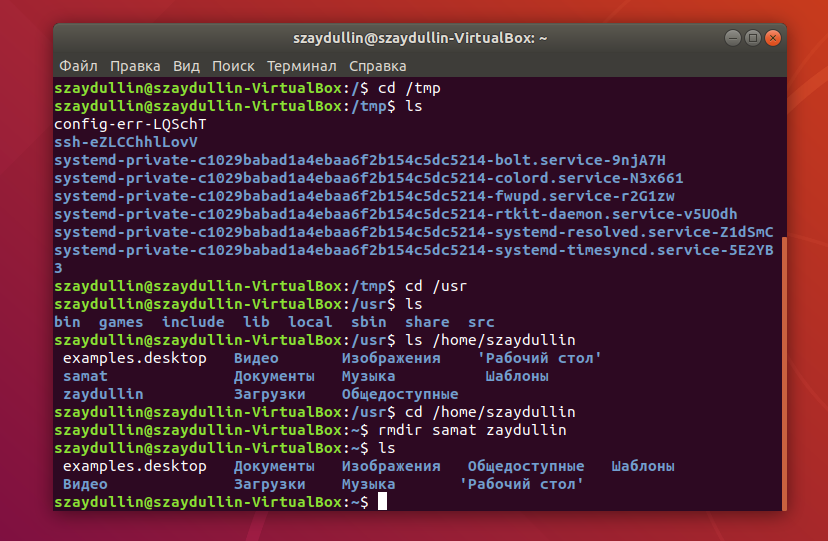 szaydullin@szaydullin-VirtualBox: ~
Файл Правка Вид Поиск Терминал Справка
szaydullin@szaydullin-VirtualBox:/$ cd /tmp
szaydullin@szaydullin-VirtualBox:/tmp$ ls
config-err-LQSchT
ssh-eZLCChhlLovV
systemd-private-c1029babad1a4ebaa6f2b154c5dc5214-bolt.service-9njA7H
systemd-private-c1029babad1a4ebaa6f2b154c5dc5214-colord.service-N3x661
systemd-private-c1029babad1a4ebaa6f2b154c5dc5214-fwupd.service-r2G1zw
systemd-private-c1029babad1a4ebaa6f2b154c5dc5214-rtkit-daemon.service-v5UOdh
systemd-private-c1029babad1a4ebaa6f2b154c5dc5214-systemd-resolved.service-Z1dSmC
systemd-private-c1029babad1a4ebaa6f2b154c5dc5214-systemd-timesyncd.service-5E2YB
3
szaydullin@szaydullin-VirtualBox:/tmp$ cd /usr
szaydullin@szaydullin-VirtualBox:/usr$ ls
bin games include lib local sbin share src
szaydullin@szaydullin-VirtualBox:/usr$ ls /home/szaydullin
examples.desktop Видео Изображения 'Рабочий стол'
samat Документы Музыка Шаблоны
zaydullin Загрузки Общедоступные
szaydullin@szaydullin-VirtualBox:/usr$ cd /home/szaydullin
szaydullin@szaydullin-VirtualBox:~$ rmdir samat zaydullin
szaydullin@szaydullin-VirtualBox:~$ ls
examples.desktop Документы Изображения Общедоступные Шаблоны
Видео Загрузки Музыка 'Рабочий стол'
szaydullin@szaydullin-VirtualBox:~$